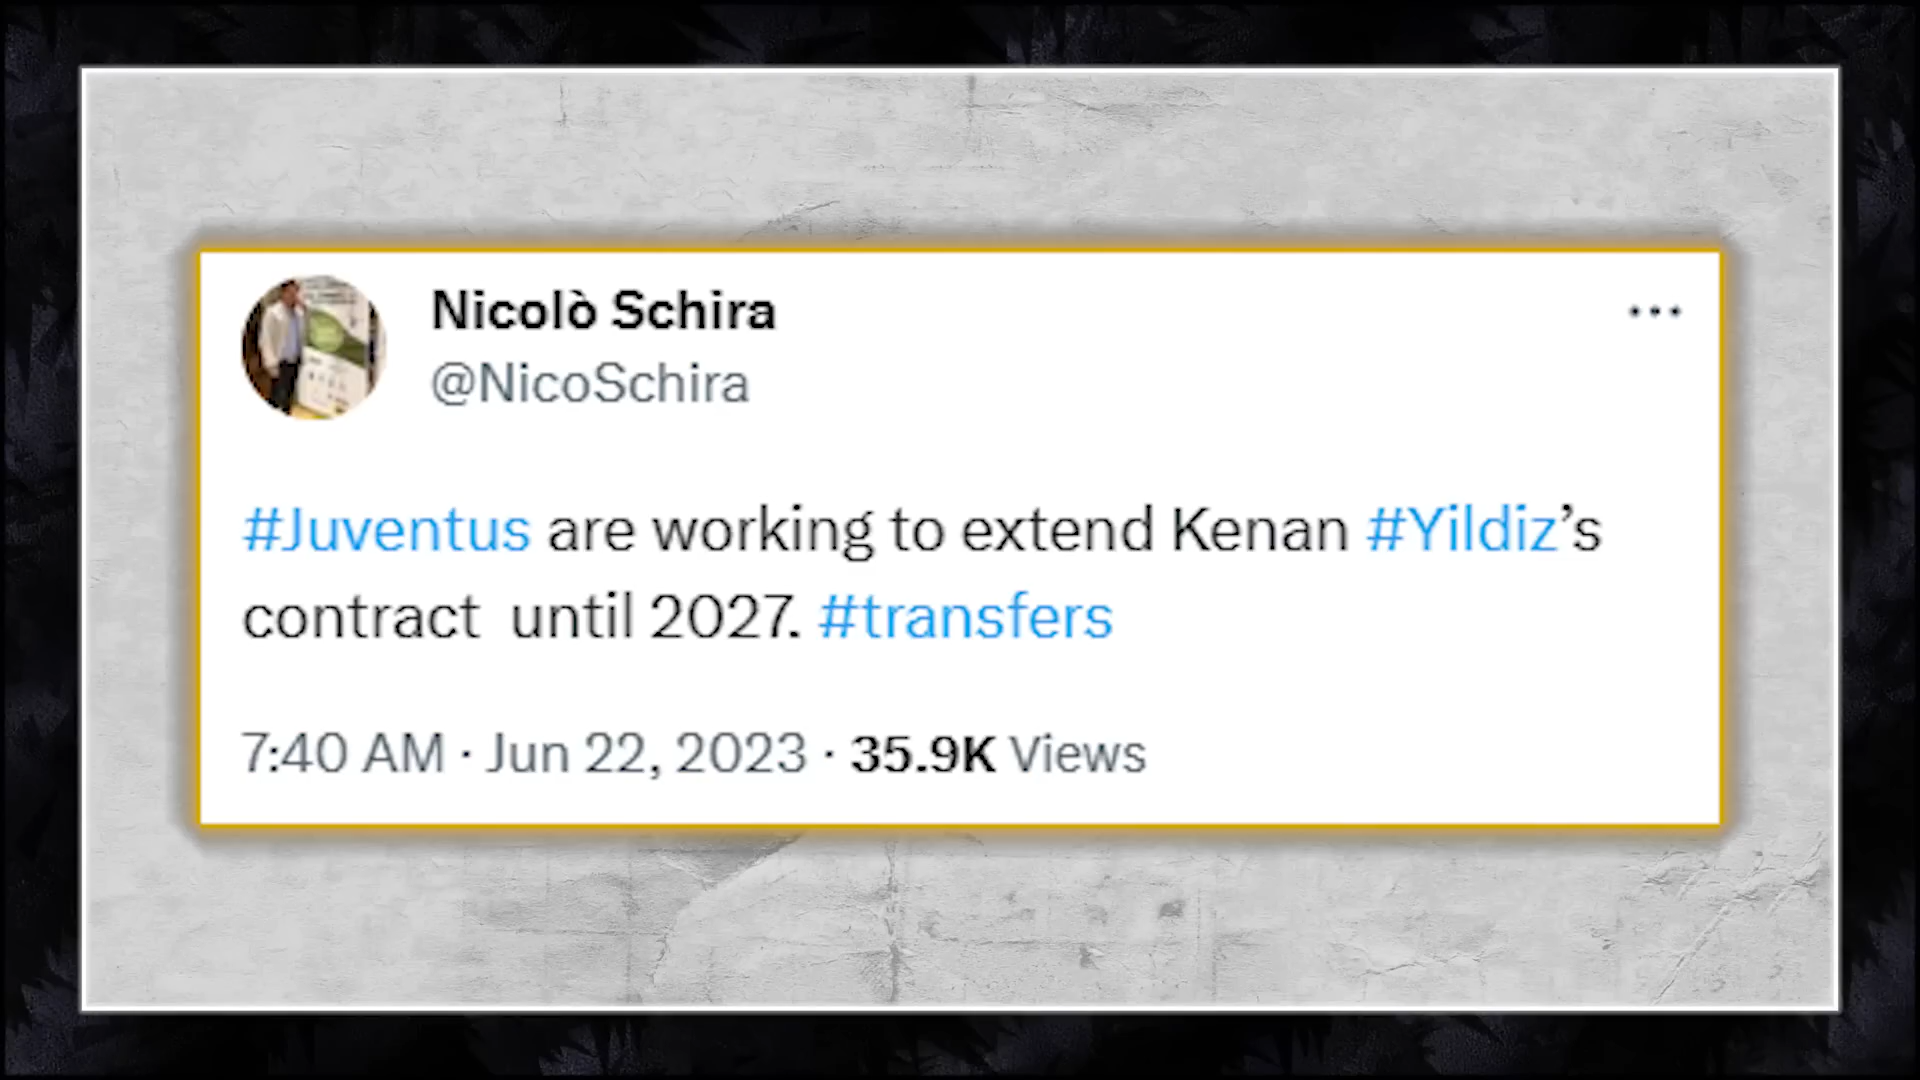 Nicolò Schira
@NicoSchira
#Juventus are working to extend Kenan #Yildiz’s
contract  until 2027. #transfers
7:40 AM · Jun 22, 2023 · 35.9K Views